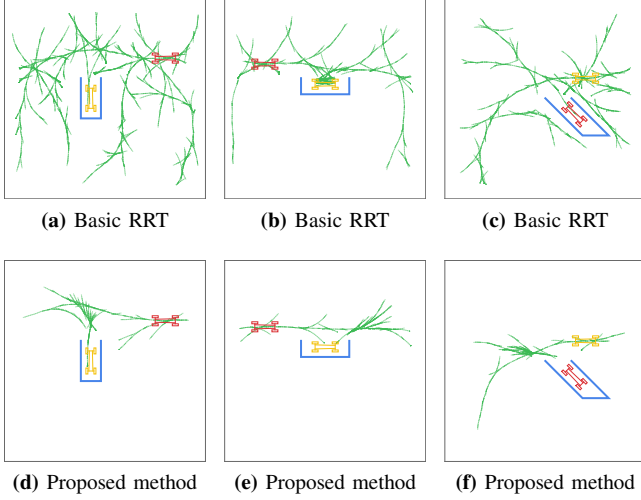 (a) Basic RRT
(b) Basic RRT
(c) Basic RRT
(d) Proposed method
(e) Proposed method
(f) Proposed method